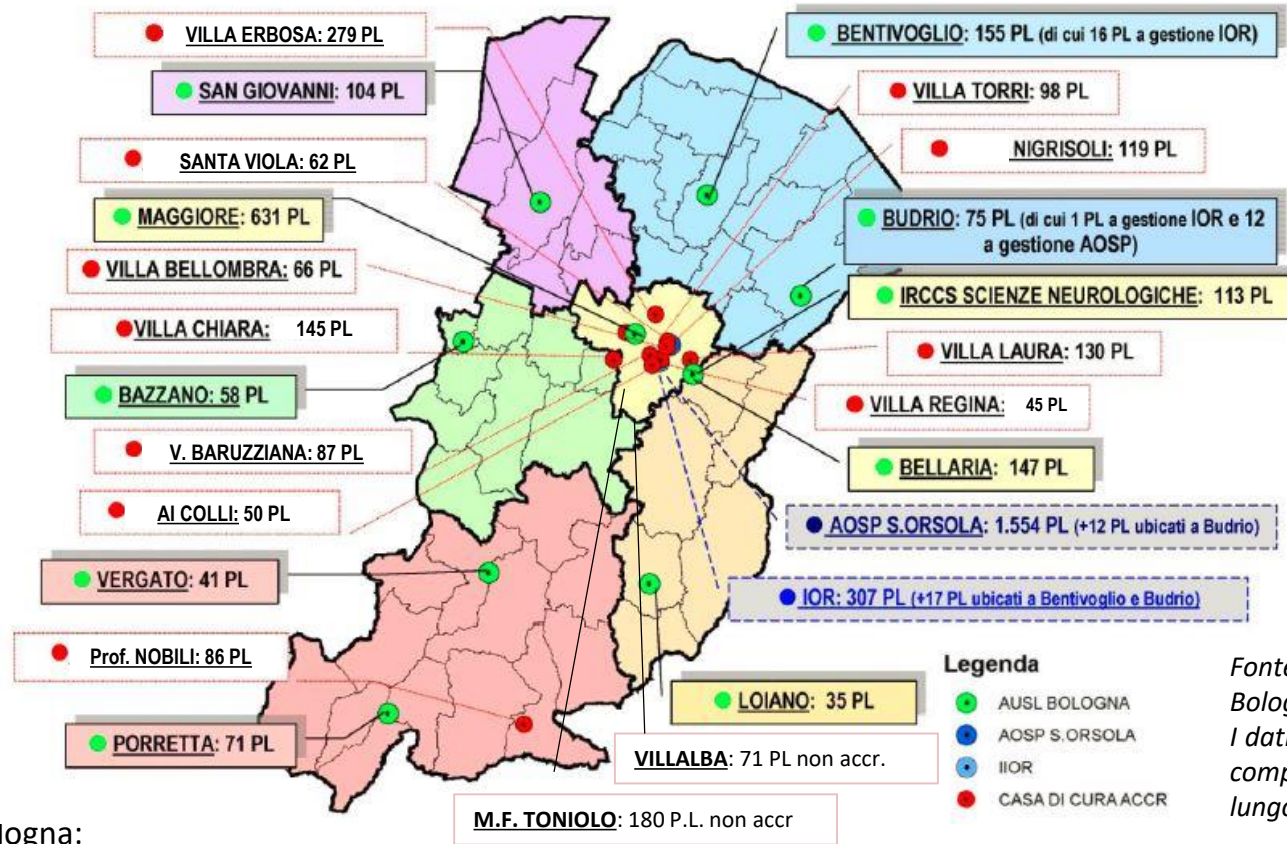 VILLA ERBOSA: 279 PL
SAN GIOVANNI: 104 PL
SANTA VIOLA: 62 PL
MAGGIORE: 631 PL
VILLA BELLOMBRA: 66 PL
VILLA CHIARA: 145 PL
BAZZANO: 58 PL
V. BARUZZIANA: 87 PL
AI COLLI: 50 PL
VERGATO: 41 PL
Prof. NOBILI: 86 PL
PORRETTA: 71 PL
BENTIVOGLIO: 155 PL (di cui 16 PL a gestione IOR)
VILLA TORRI: 98 PL
NIGRISOLI: 119 PL
BUDRIO: 75 PL (di cui 1 PL a gestione IOR e 12
a gestione AOSP)
IRCCS SCIENZE NEUROLOGICHE: 113 PL
VILLA LAURA: 130 PL
VILLA REGINA: 45 PL
BELLARIA: 147 PL
AOSP S.ORSOLA: 1.554 PL (+12 PL ubicati a Budrio)
IOR: 307 PL (+17 PL ubicati a Bentivoglio e Budrio)
LOIANO: 35 PL
VILLALBA: 71 PL non accr.
M.F. TONIOLO: 180 P.L. non accr
Legenda
AUSL BOLOGNA
AOSP S.ORSOLA
IIOR
CASA DI CURA ACCR
Fonte
Bolog
I dati
comp
lungo
logna: